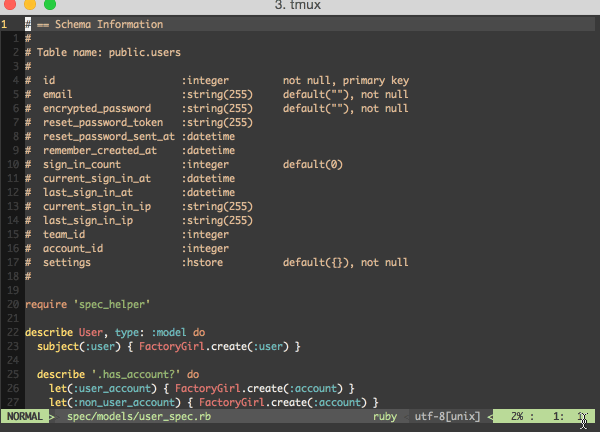 3. tmux
1 # == Schema Information
1 #
2 # Table name: public.users
3 #
4 #  id                     :integer         not null, primary key
5 #  email                  :string(255)     default(""), not null
6 #  encrypted_password     :string(255)     default(""), not null
7 #  reset_password_token   :string(255)
8 #  reset_password_sent_at :datetime
9 #  remember_created_at    :datetime
10 #  sign_in_count          :integer         default(0)
11 #  current_sign_in_at     :datetime
12 #  last_sign_in_at        :datetime
13 #  current_sign_in_ip     :string(255)
14 #  last_sign_in_ip        :string(255)
15 #  team_id                :integer
16 #  account_id             :integer
17 #  settings               :hstore          default({}), not null
18 #
19
20 require 'spec_helper'
21
22 describe User, type: :model do
23   subject(:user) { FactoryGirl.create(:user) }
24
25   describe '.has_account?' do
26     let(:user_account) { FactoryGirl.create(:account) }
27     let(:non_user_account) { FactoryGirl.create(:account) }
NORMAL > spec/models/user_spec.rb ruby utf-8[unix] < 2% : 1: 1